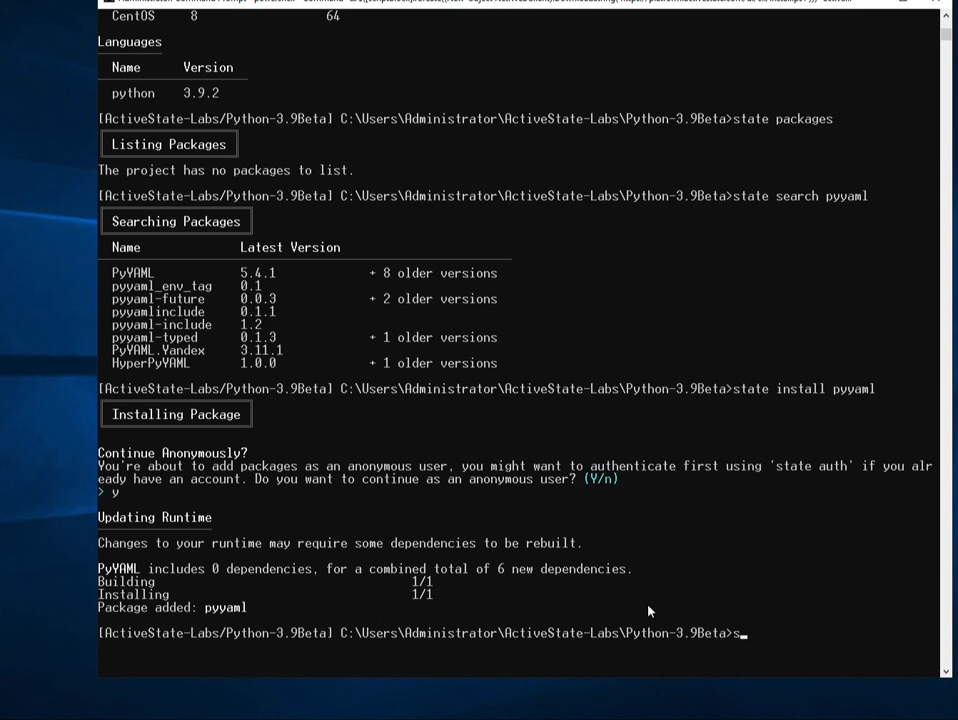 CentOS 8 64
Languages
Name Version
python 3.9.2
[ActiveState-Labs/Python-3.9Beta] C:\Users\Administrator\ActiveState-Labs\Python-3.9Beta>state packages
Listing Packages
The project has no packages to list.
[ActiveState-Labs/Python-3.9Beta] C:\Users\Administrator\ActiveState-Labs\Python-3.9Beta>state search pyyaml
Searching Packages
Name Latest Version
PyYAML 5.4.1 + 8 older versions
pyyaml_env_tag 0.1
pyyaml-future 0.0.3 + 2 older versions
pyyamlinclude 0.1.1
pyyaml-include 1.2
pyyaml-typed 0.1.3 + 1 older versions
PyYAML.Yandex 3.11.1
HyperPyYAML 1.0.0 + 1 older versions
[ActiveState-Labs/Python-3.9Beta] C:\Users\Administrator\ActiveState-Labs\Python-3.9Beta>state install pyyaml
Installing Package
Continue Anonymously?
You're about to add packages as an anonymous user, you might want to authenticate first using 'state auth' if you alr
eady have an account. Do you want to continue as an anonymous user? (Y/n)
> y
Updating Runtime
Changes to your runtime may require some dependencies to be rebuilt.
PyYAML includes 0 dependencies, for a combined total of 6 new dependencies.
Building 1/1
Installing 1/1
Package added: pyyaml
[ActiveState-Labs/Python-3.9Beta] C:\Users\Administrator\ActiveState-Labs\Python-3.9Beta>s